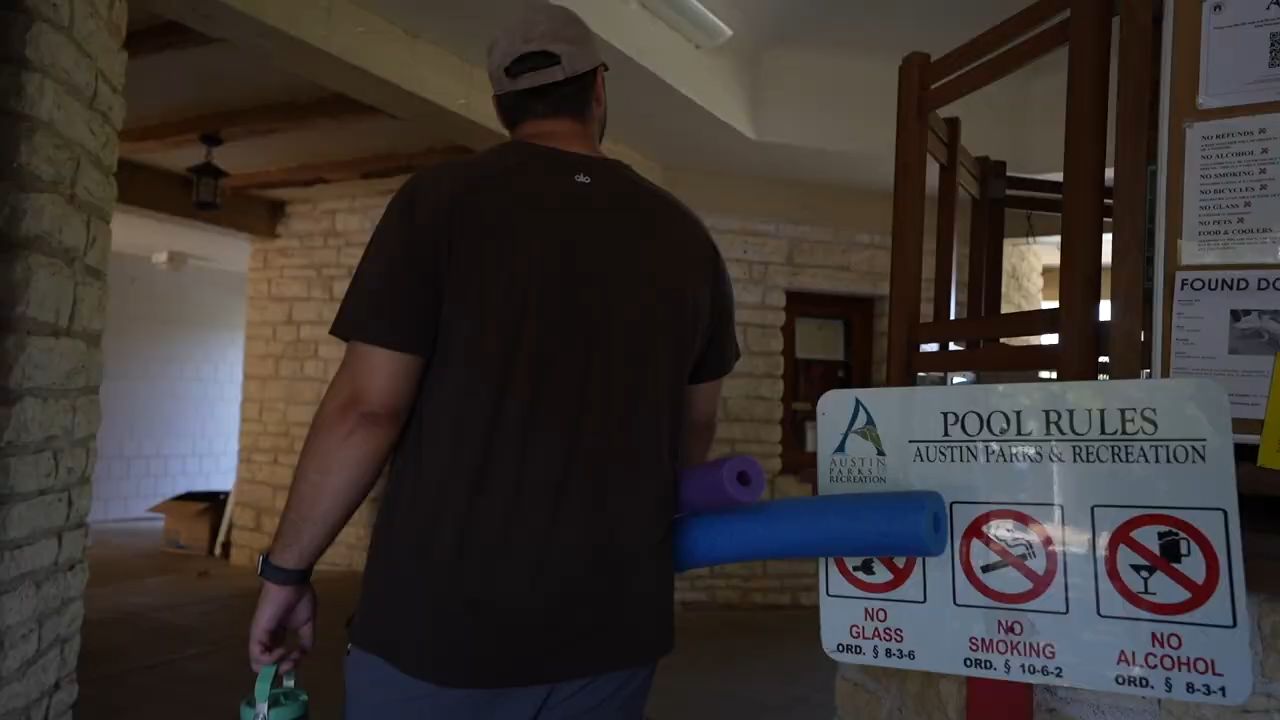 alo
NO REFUNDS
NO ALCOHOL
NO SMOKING
NO BICYCLES
NO GLASS
NO PETS
FOOD & COOLERS
FOUND DO
POOL RULES
AUSTIN PARKS & RECREATION
AUSTIN
PARKS
RECREATION
NO
GLASS
ORD. § 8-3-6
NO
SMOKING
ORD. § 10-6-2
NO
ALCOHOL
ORD. § 8-3-1